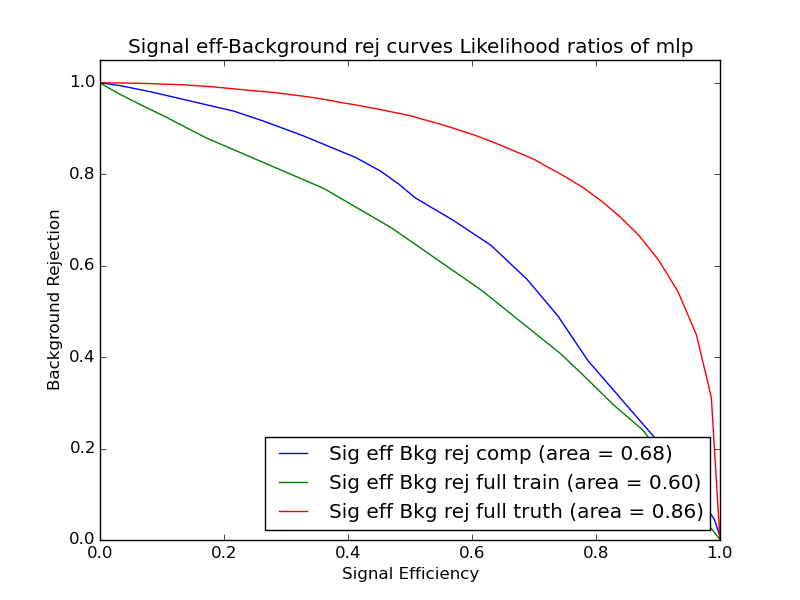 Signal eff-Background rej curves Likelihood ratios of mlp
1.0
0.8
0.6
0.4
0.2
0.0
Background Rejection
Sig eff Bkg rej comp (area = 0.68)
Sig eff Bkg rej full train (area = 0.60)
Sig eff Bkg rej full truth (area = 0.86)
0.0 0.2 0.4 0.6 0.8 1.0
Signal Efficiency